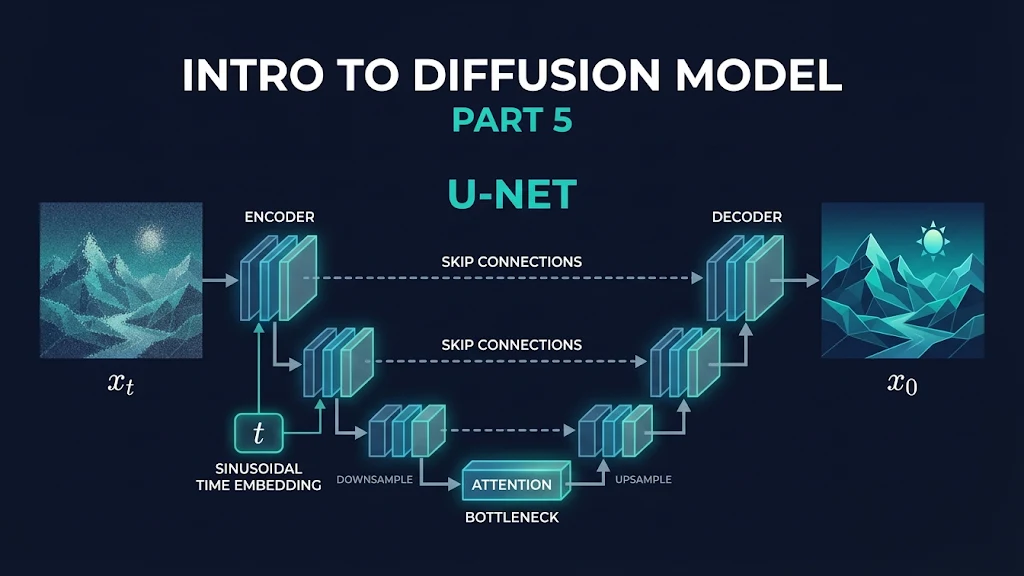 INTRO TO DIFFUSION MODEL
PART 5
U-NET
ENCODER
DECODER
SKIP CONNECTIONS
SKIP CONNECTIONS
x_t
x_0
t
SINUSOIDAL
TIME EMBEDDING
DOWNSAMPLE
ATTENTION
UPSAMPLE
BOTTLENECK